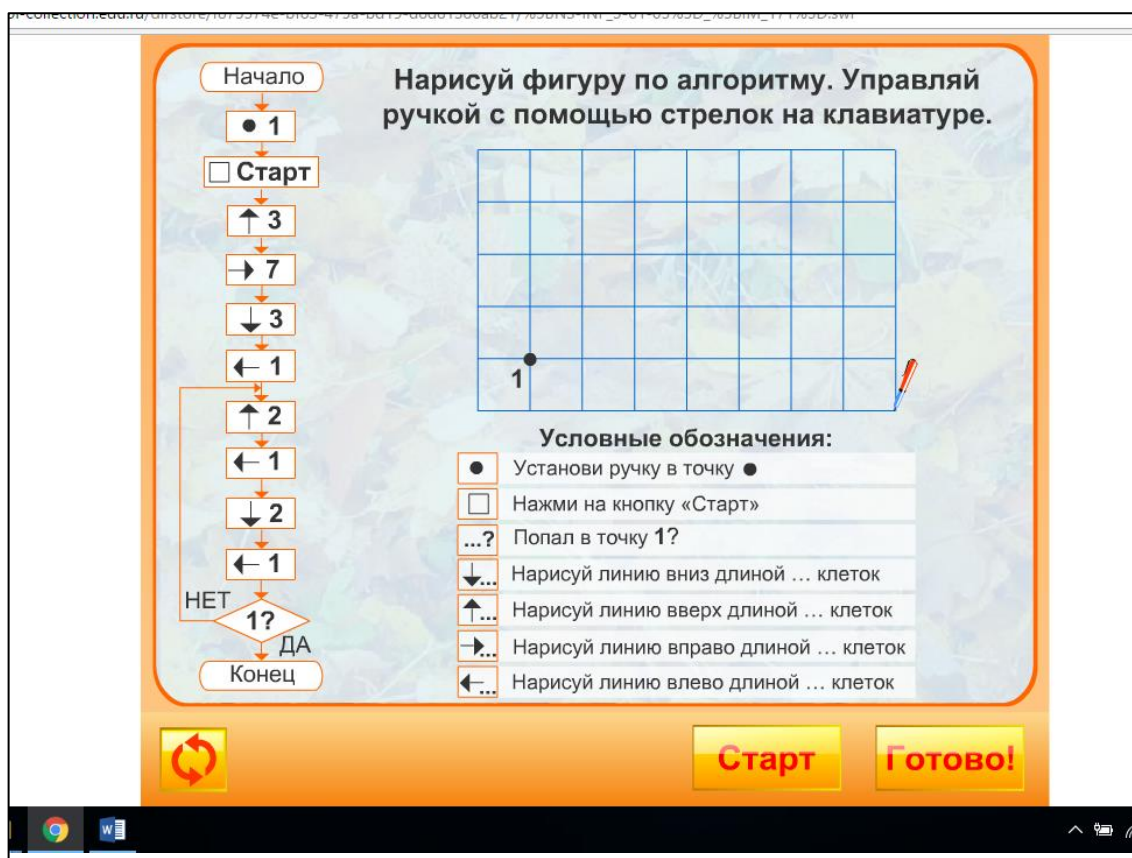 Нарисуй фигуру по алгоритму. Управляй
ручкой с помощью стрелок на клавиатуре.
Начало
1
Старт
3
7
3
1
2
1
2
1
НЕТ
1?
ДА
Конец
1
Условные обозначения:
Установи ручку в точку
Нажми на кнопку «Старт»
...? Попал в точку 1?
... Нарисуй линию вниз длиной ... клеток
... Нарисуй линию вверх длиной ... клеток
... Нарисуй линию вправо длиной ... клеток
... Нарисуй линию влево длиной ... клеток
Старт
Готово!